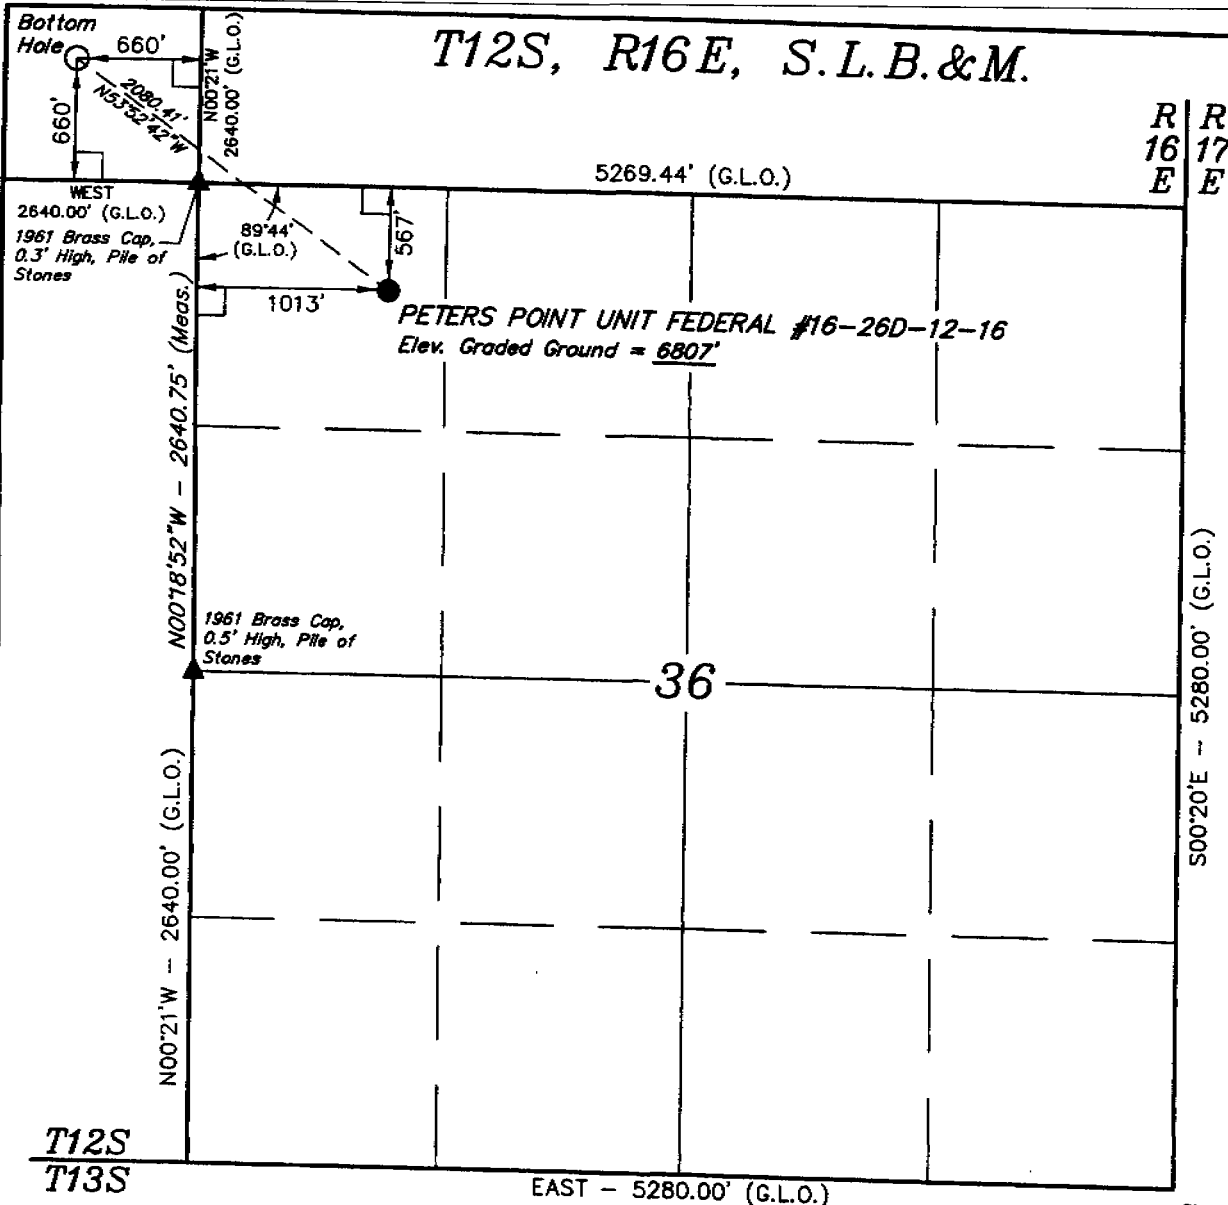 Bottom
Hole
660'
N00°21'W
2640.00' (G.L.O.)
T12S, R16E, S.L.B.&M.
660'
2080.41'
N53°52'42"W
R R
16 17
E E
5269.44' (G.L.O.)
WEST
2640.00' (G.L.O.)
1961 Brass Cap,
0.3' High, Pile of
Stones
89°44'
(G.L.O.)
567'
1013'
PETERS POINT UNIT FEDERAL #16-26D-12-16
Elev. Graded Ground = 6807'
N00°18'52"W - 2640.75' (Meas.)
1961 Brass Cap,
0.5' High, Pile of
Stones
36
S00°20'E - 5280.00' (G.L.O.)
N00°21'W - 2640.00' (G.L.O.)
T12S
T13S
EAST - 5280.00' (G.L.O.)